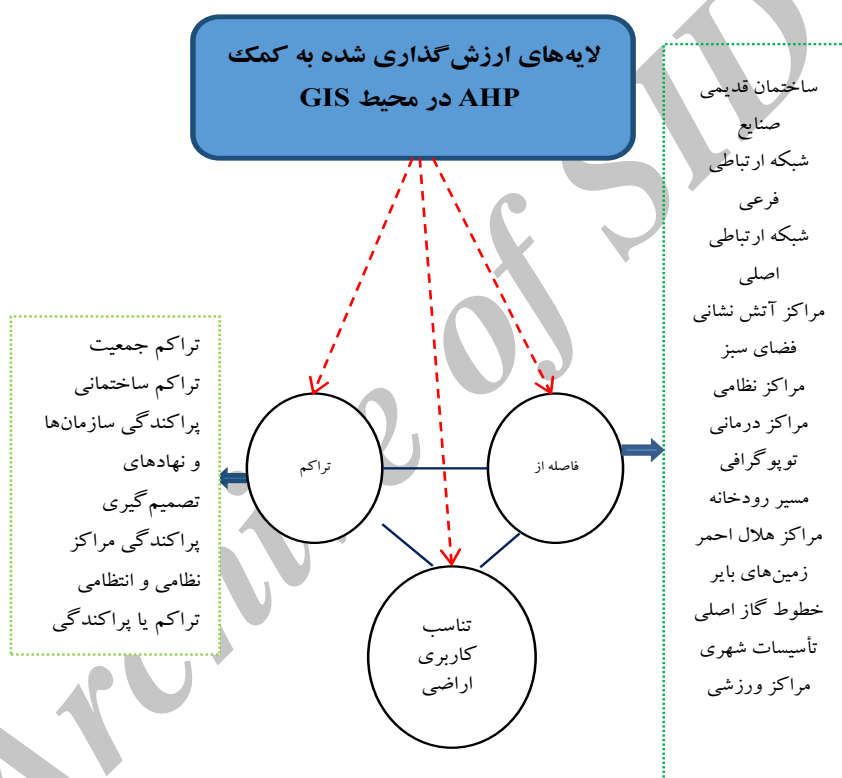 لایه‌های ارزش‌گذاری شده به کمک
AHP در محیط GIS
ساختمان قدیمی
صنایع
شبکه ارتباطی
فرعی
شبکه ارتباطی
اصلی
مراکز آتش نشانی
فضای سبز
مراکز نظامی
مراکز درمانی
توپوگرافی
مسیر رودخانه
مراکز هلال احمر
زمین‌های بایر
خطوط گاز اصلی
تأسیسات شهری
مراکز ورزشی
فاصله از
تراکم
تناسب
کاربری
اراضی
تراکم جمعیت
تراکم ساختمانی
پراکندگی سازمان‌ها
و نهادهای
تصمیم‌گیری
پراکندگی مراکز
نظامی و انتظامی
تراکم یا پراکندگی
Archive of SID